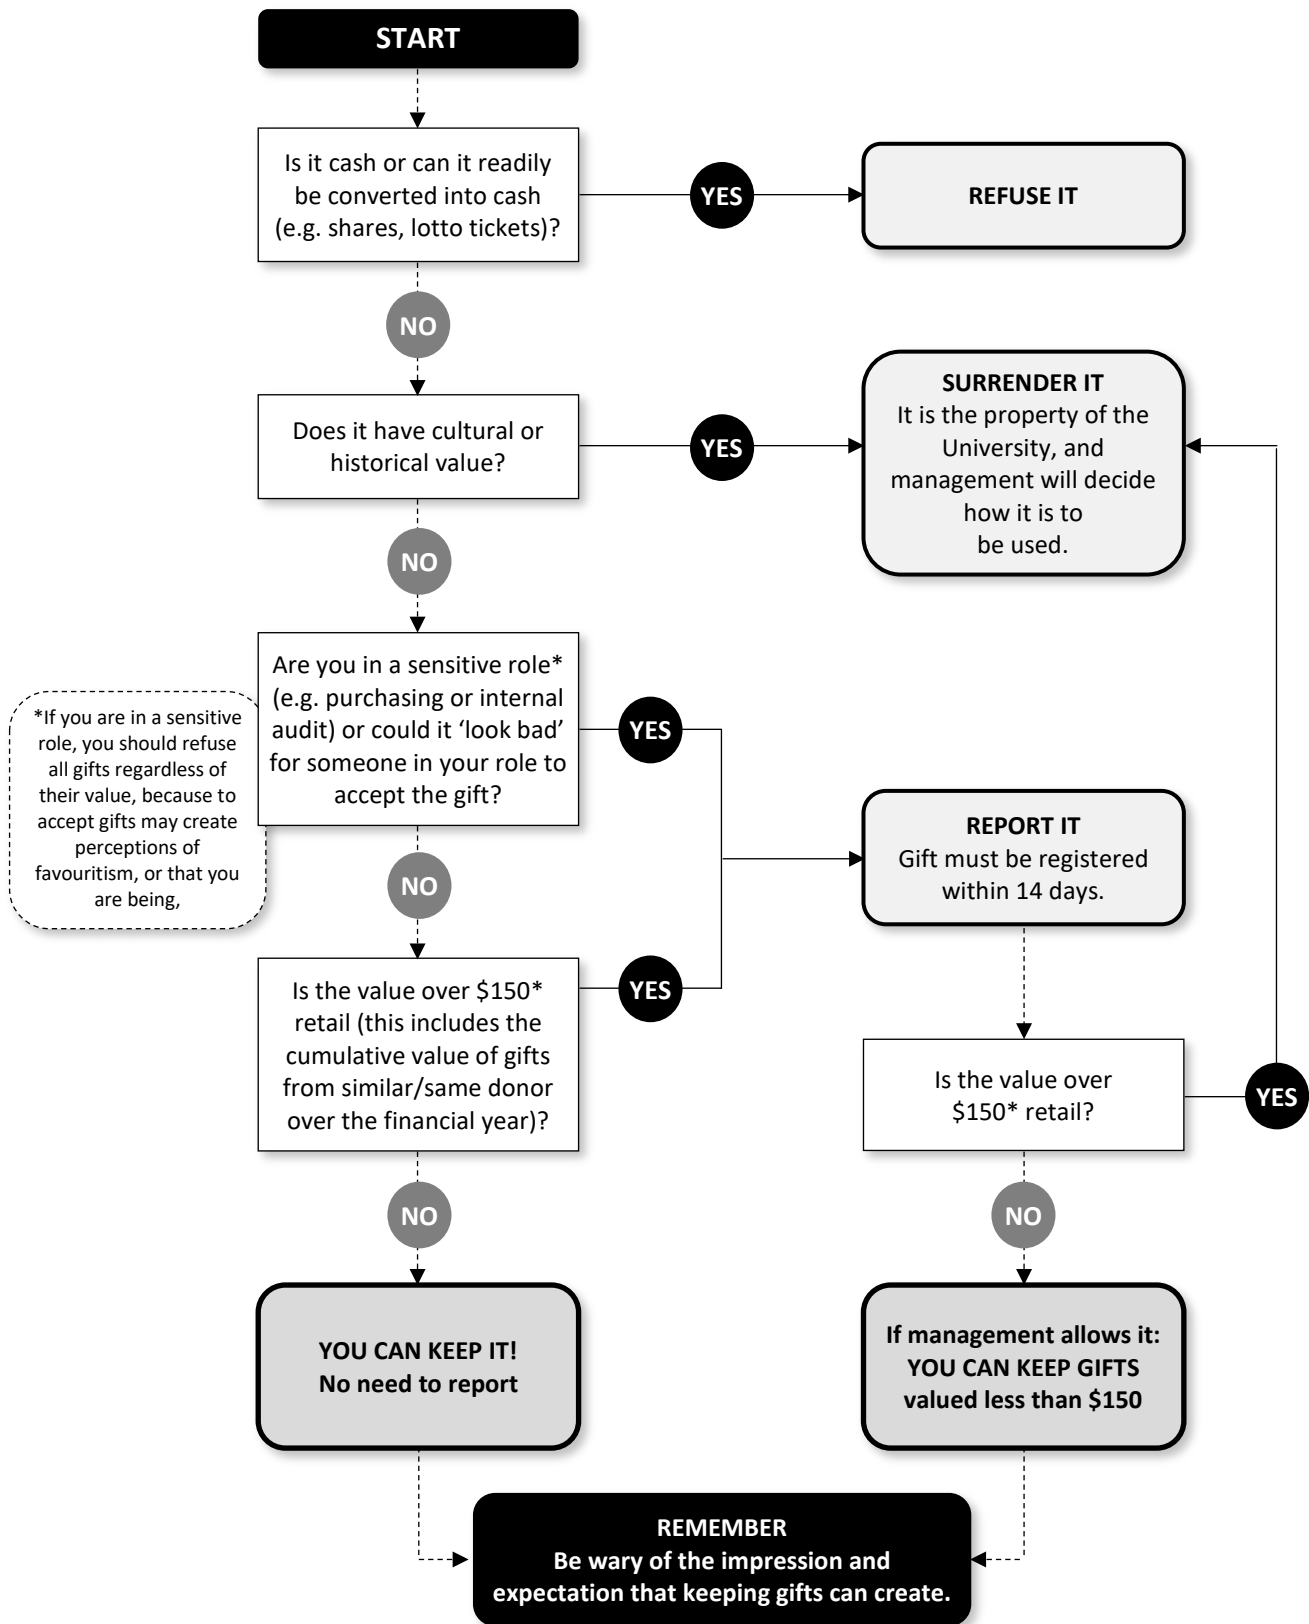 START
Is it cash or can it readily
be converted into cash
(e.g. shares, lotto tickets)?
YES
REFUSE IT
NO
Does it have cultural or
historical value?
YES
SURRENDER IT
It is the property of the
University, and
management will decide
how it is to
be used.
NO
Are you in a sensitive role*
(e.g. purchasing or internal
audit) or could it ‘look bad’
for someone in your role to
accept the gift?
YES
*If you are in a sensitive
role, you should refuse
all gifts regardless of
their value, because to
accept gifts may create
perceptions of
favouritism, or that you
are being,
REPORT IT
Gift must be registered
within 14 days.
NO
Is the value over $150*
retail (this includes the
cumulative value of gifts
from similar/same donor
over the financial year)?
YES
Is the value over
$150* retail?
YES
NO
NO
YOU CAN KEEP IT!
No need to report
If management allows it:
YOU CAN KEEP GIFTS
valued less than $150
REMEMBER
Be wary of the impression and
expectation that keeping gifts can create.